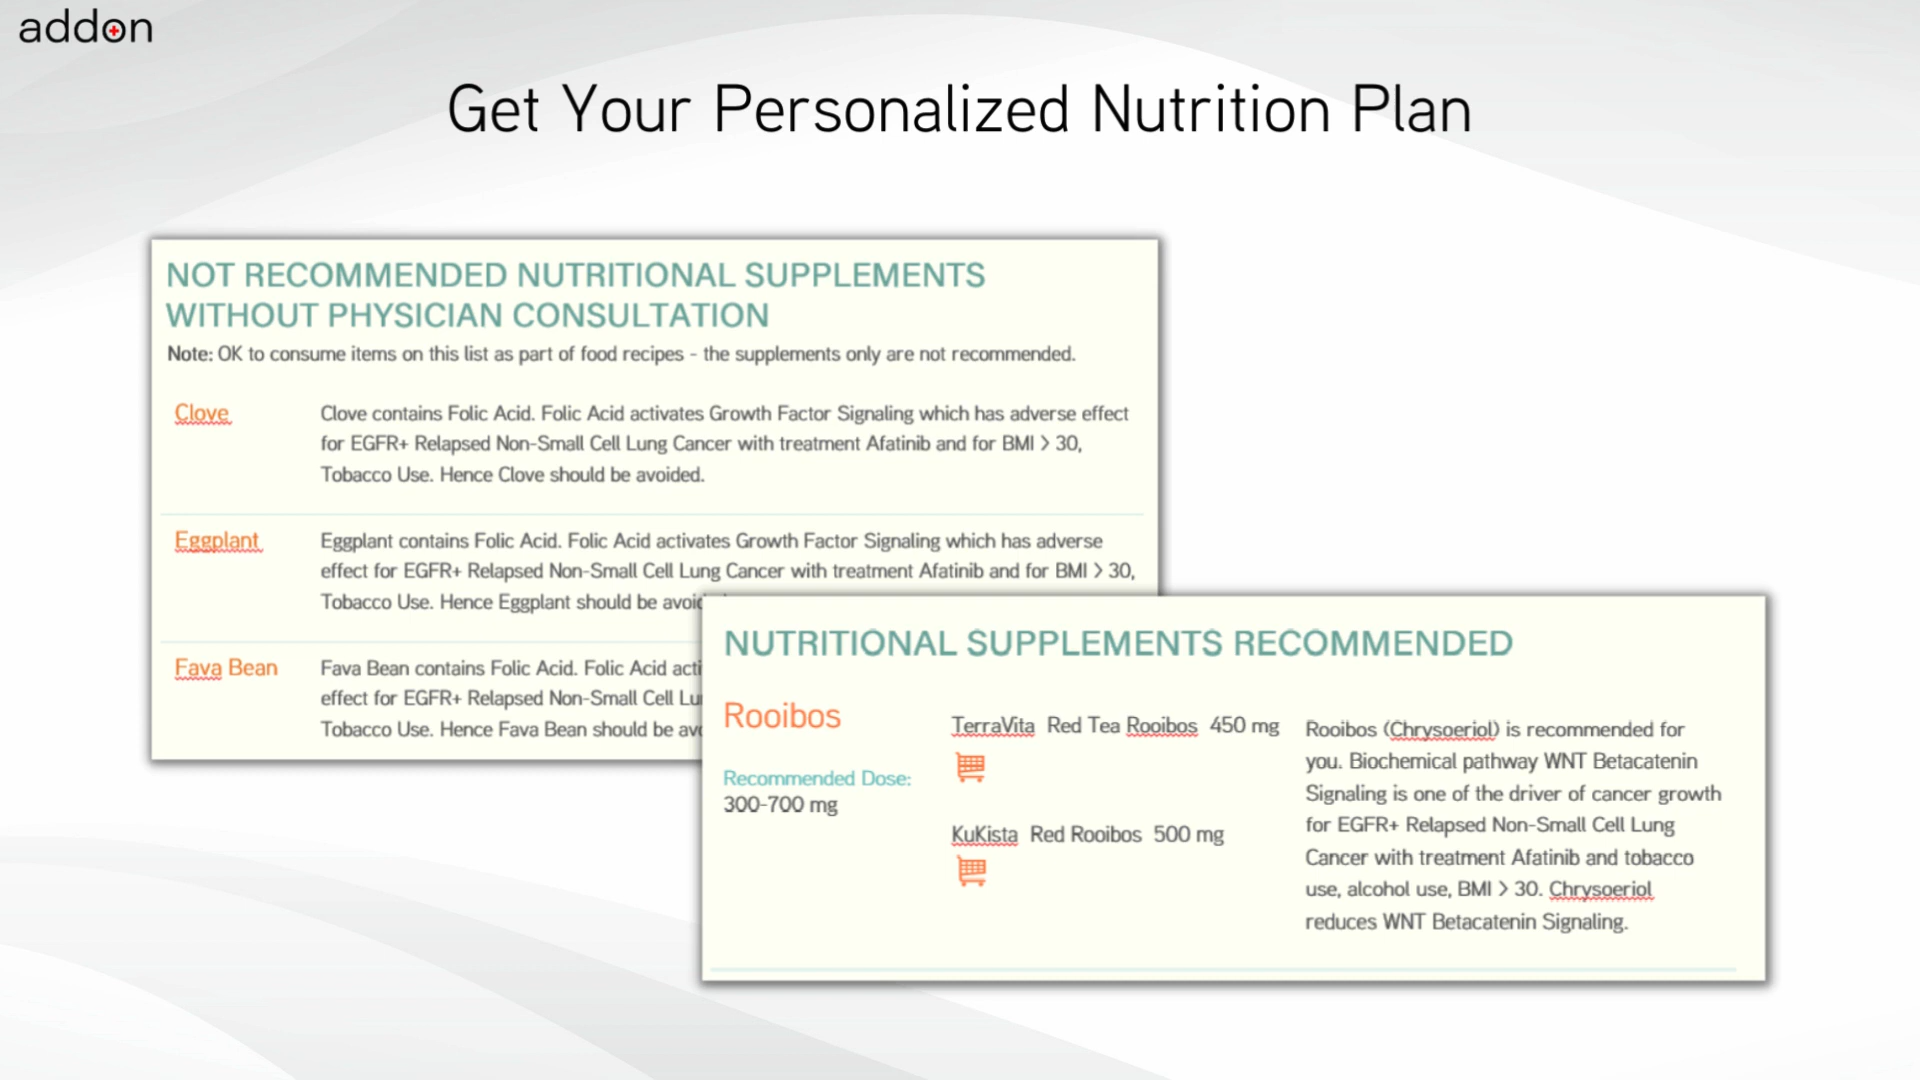 addon
Get Your Personalized Nutrition Plan
NOT RECOMMENDED NUTRITIONAL SUPPLEMENTS
WITHOUT PHYSICIAN CONSULTATION
Note: OK to consume items on this list as part of food recipes - the supplements only are not recommended.
Clove
Clove contains Folic Acid. Folic Acid activates Growth Factor Signaling which has adverse effect
for EGFR+ Relapsed Non-Small Cell Lung Cancer with treatment Afatinib and for BMI > 30,
Tobacco Use. Hence Clove should be avoided.
Eggplant
Eggplant contains Folic Acid. Folic Acid activates Growth Factor Signaling which has adverse
effect for EGFR+ Relapsed Non-Small Cell Lung Cancer with treatment Afatinib and for BMI > 30,
Tobacco Use. Hence Eggplant should be
Fava Bean
Fava Bean contains Folic Acid. Folic Acid
effect for EGFR+ Relapsed Non-Small Cell
Tobacco Use. Hence Fava Bean should be
NUTRITIONAL SUPPLEMENTS RECOMMENDED
Rooibos
Recommended Dose:
300-700 mg
TerraVita Red Tea Rooibos 450 mg
KuKista Red Rooibos 500 mg
Rooibos (Chrysoeriol) is recommended for
you. Biochemical pathway WNT Betacatenin
Signaling is one of the driver of cancer growth
for EGFR+ Relapsed Non-Small Cell Lung
Cancer with treatment Afatinib and tobacco
use, alcohol use, BMI > 30. Chrysoeriol
reduces WNT Betacatenin Signaling.